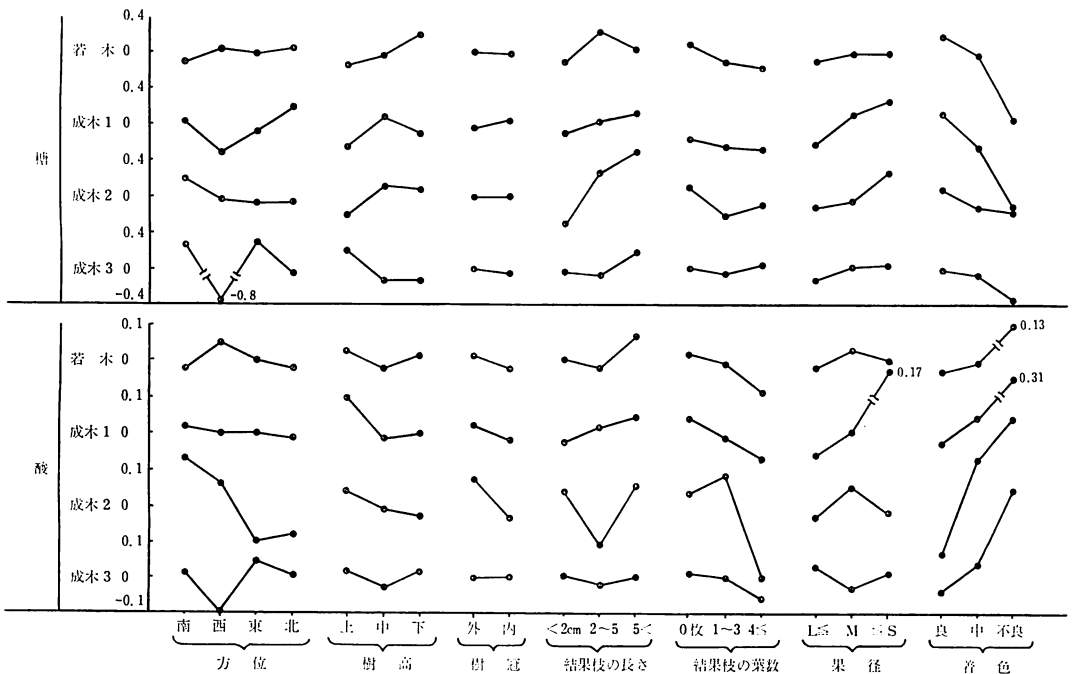 0.4
若 木 0
0.4
成木1 0
糖
0.4
成木2 0
0.4
成木3 0
-0.4
-0.8
0.1
若 木 0
0.13
0.17
0.31
0.1
成木1 0
酸
0.1
成木2 0
0.1
成木3 0
-0.1
南 西 東 北 上 中 下 外 内 <2cm 2~5 5< 0枚 1~3 4≤ L≤ M ≤S 良 中 不良
方 位 樹 高 樹 冠 結果枝の長さ 結果枝の葉数 果 径 着 色